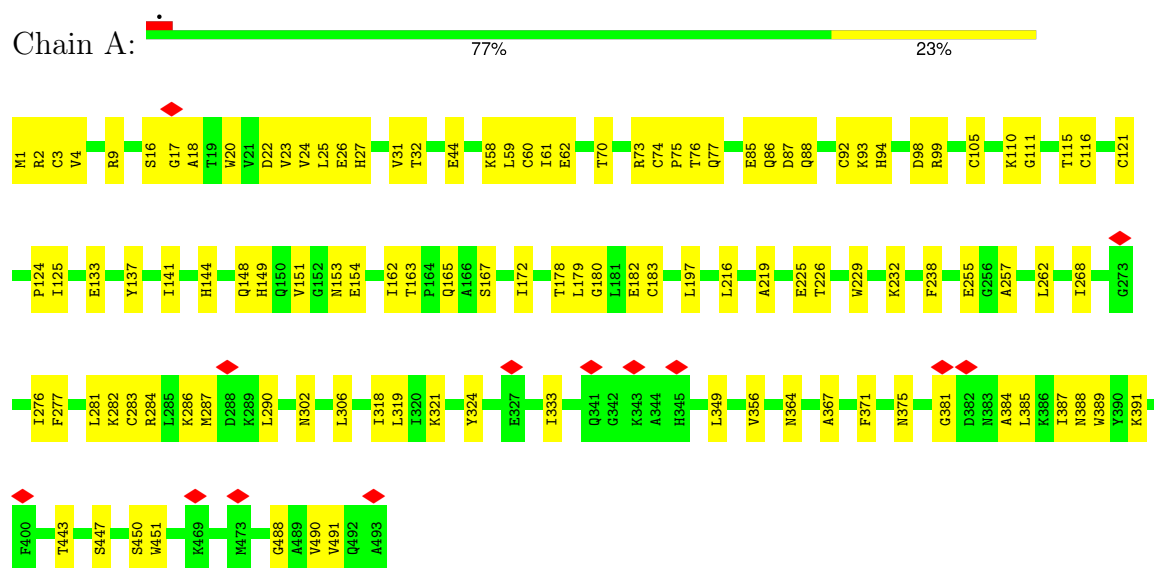 Chain A:
77% 23%
M1 R2 C3 V4 R9 S16 G17 A18 T19 W20 V21 D22 V23 V24 L25 E26 H27 V31 T32 E44 K58 L59 C60 I61 E62 T70 R73 C74 P75 T76 Q77 E85 Q86 D87 Q88 C92 K93 H94 D98 R99 C105 K110 G111 T115 C116 C121
P124 I125 E133 Y137 I141 H144 Q148 H149 Q150 V151 G152 N153 E154 I162 T163 P164 Q165 A166 S167 I172 T178 L179 G180 L181 E182 C183 L197 L216 A219 E225 T226 W229 K232 F238 E255 G256 A257 L262 I268 G273
I276 F277 L281 K282 C283 R284 L285 K286 M287 D288 K289 L290 N302 L306 I318 L319 I320 K321 Y324 E327 I333 Q341 G342 K343 A344 H345 L349 V356 N364 A367 F371 N375 G381 D382 N383 A384 L385 K386 I387 N388 W389 Y390 K391
F400 T443 S447 S450 W451 K469 M473 G488 A489 V490 V491 Q492 A493